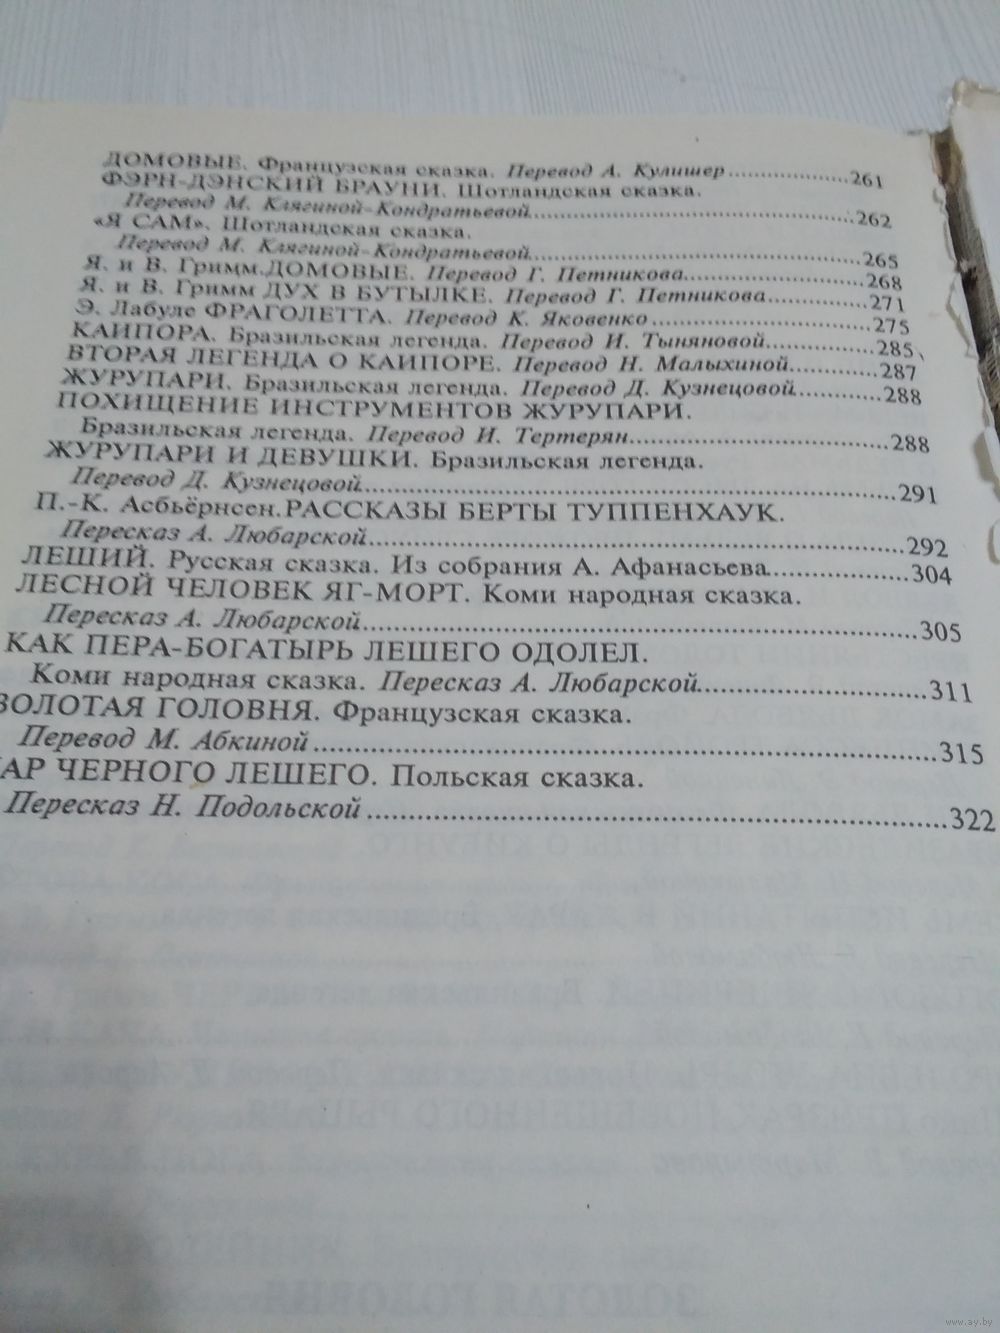 ДОМОВЫЕ. Французская сказка. Перевод А. Кулишер...................261
ФЭРН-ДЭНСКИЙ БРАУНИ. Шотландская сказка.
Перевод М. Клягиной-Кондратьевой..................................................262
«Я САМ». Шотландская сказка.
Перевод М. Клягиной-Кондратьевой..................................................265
Я. и В. Гримм.ДОМОВЫЕ. Перевод Г. Петникова...........................268
Я. и В. Гримм ДУХ В БУТЫЛКЕ. Перевод Г. Петникова...............271
Э. Лабуле ФРАГОЛЕТТА. Перевод К. Яковенко..............................275
КАИПОРА. Бразильская легенда. Перевод И. Тыняновой..............285
ВТОРАЯ ЛЕГЕНДА О КАИПОРЕ. Перевод Н. Малыхиной............287
ЖУРУПАРИ. Бразильская легенда. Перевод Д. Кузнецовой............288
ПОХИЩЕНИЕ ИНСТРУМЕНТОВ ЖУРУПАРИ.
Бразильская легенда. Перевод И. Тертерян...................................288
ЖУРУПАРИ И ДЕВУШКИ. Бразильская легенда.
Перевод Д. Кузнецовой......................................................................291
П.-К. Асбьёрнсен.РАССКАЗЫ БЕРТЫ ТУППЕНХАУК.
Пересказ А. Любарской......................................................................292
ЛЕШИЙ. Русская сказка. Из собрания А. Афанасьева..................304
ЛЕСНОЙ ЧЕЛОВЕК ЯГ-МОРТ. Коми народная сказка.
Пересказ А. Любарской......................................................................305
КАК ПЕРА-БОГАТЫРЬ ЛЕШЕГО ОДОЛЕЛ.
Коми народная сказка. Пересказ А. Любарской.............................311
ЗОЛОТАЯ ГОЛОВНЯ. Французская сказка.
Перевод М. Абкиной............................................................................315
АР ЧЕРНОГО ЛЕШЕГО. Польская сказка.
Пересказ Н. Подольской......................................................................322
www.ay.by